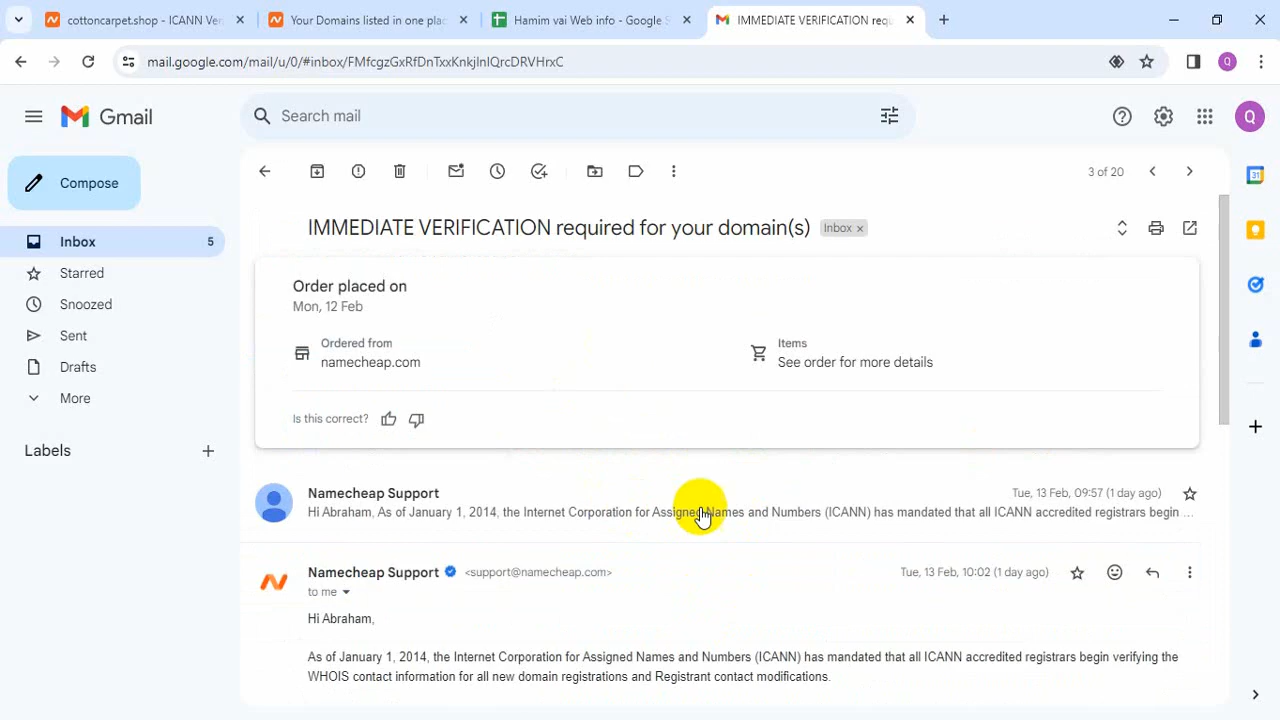 cottoncarpet.shop - ICANN Ver
Your Domains listed in one plac
Hamim vai Web info - Google S
IMMEDIATE VERIFICATION requ
mail.google.com/mail/u/0/#inbox/FMfcgzGxRfDnTxxKnkjlnlQrcDRVHrxC
Q
Gmail
Search mail
Q
Compose
3 of 20
Inbox 5
Starred
Snoozed
Sent
Drafts
More
Labels
IMMEDIATE VERIFICATION required for your domain(s) Inbox ×
Order placed on
Mon, 12 Feb
Ordered from
namecheap.com
Items
See order for more details
Is this correct?
Namecheap Support Tue, 13 Feb, 09:57 (1 day ago)
Hi Abraham, As of January 1, 2014, the Internet Corporation for Assigned Names and Numbers (ICANN) has mandated that all ICANN accredited registrars begin ...
Namecheap Support <support@namecheap.com> Tue, 13 Feb, 10:02 (1 day ago)
to me
Hi Abraham,
As of January 1, 2014, the Internet Corporation for Assigned Names and Numbers (ICANN) has mandated that all ICANN accredited registrars begin verifying the
WHOIS contact information for all new domain registrations and Registrant contact modifications.
31